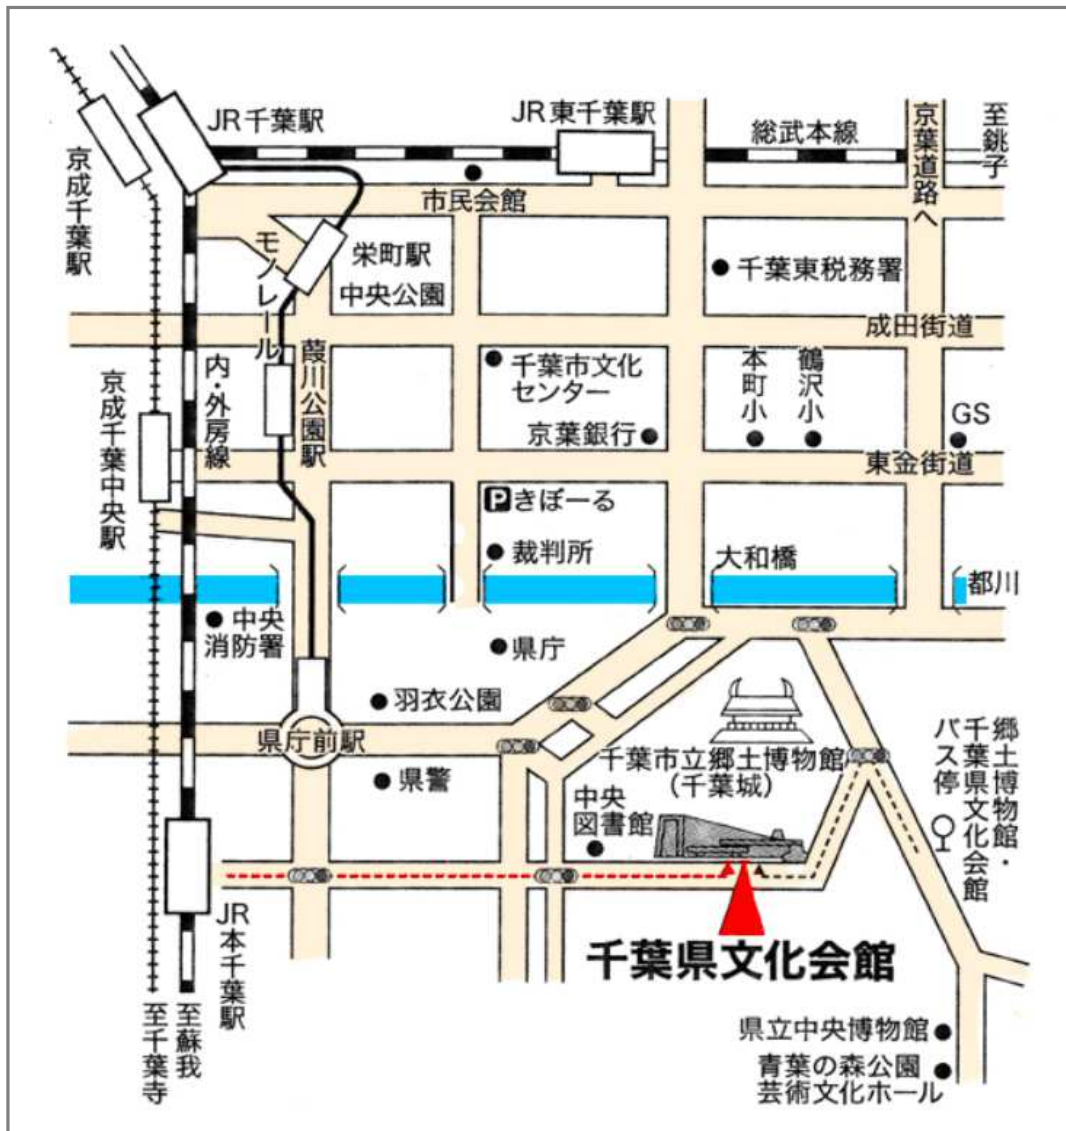 JR千葉駅
JR東千葉駅
総武本線
京葉道路へ
至銚子
京成千葉駅
市民会館
モノレール
栄町駅
中央公園
千葉東税務署
成田街道
葭川公園駅
千葉市文化
センター
本町小
鶴沢小
内・外房線
京成千葉中央駅
京葉銀行
GS
東金街道
Pきぼーる
裁判所
大和橋
都川
中央
消防署
県庁
羽衣公園
県庁前駅
県警
千葉市立郷土博物館
(千葉城)
中央
図書館
郷土博物館・
千葉県文化会館
バス停
JR本千葉駅
千葉県文化会館
至蘇我
至千葉寺
県立中央博物館
青葉の森公園
芸術文化ホール